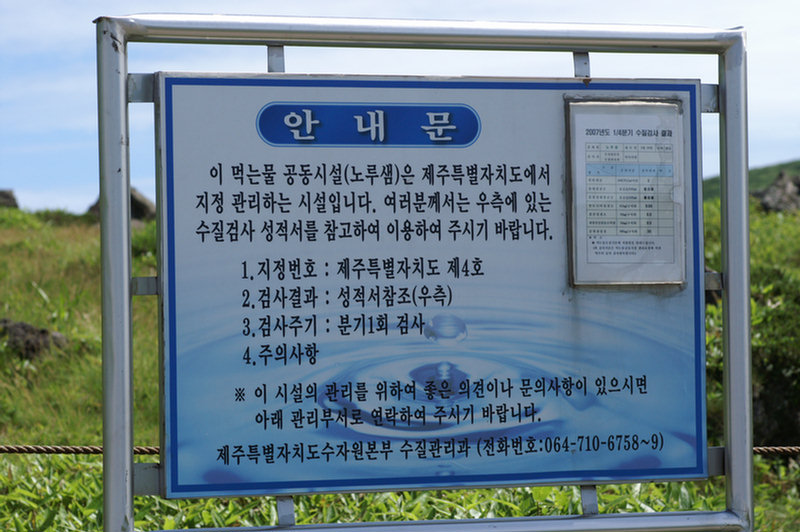 안내문
이 먹는물 공동시설(노루샘)은 제주특별자치도에서
지정 관리하는 시설입니다. 여러분께서는 우측에 있는
수질검사 성적서를 참고하여 이용하여 주시기 바랍니다.
1.지정번호 : 제주특별자치도 제4호
2.검사결과 : 성적서참조(우측)
3.검사주기 : 분기1회 검사
4.주의사항
※ 이 시설의 관리를 위하여 좋은 의견이나 문의사항이 있으시면
아래 관리부서로 연락하여 주시기 바랍니다.
제주특별자치도수자원본부 수질관리과 (전화번호:064-710-6758~9)
2007년도 1/4분기 수질검사 결과